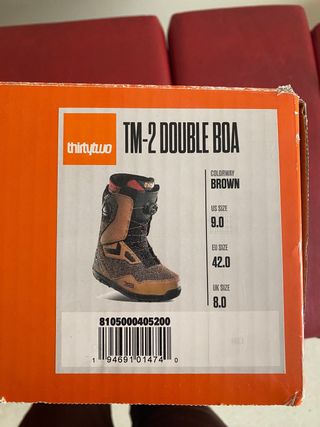 thirtytwo
TM-2 DOUBLE BOA
COLORWAY
BROWN
US SIZE
9.0
EU SIZE
42.0
UK SIZE
8.0
8105000405200
1 94691 01474 0